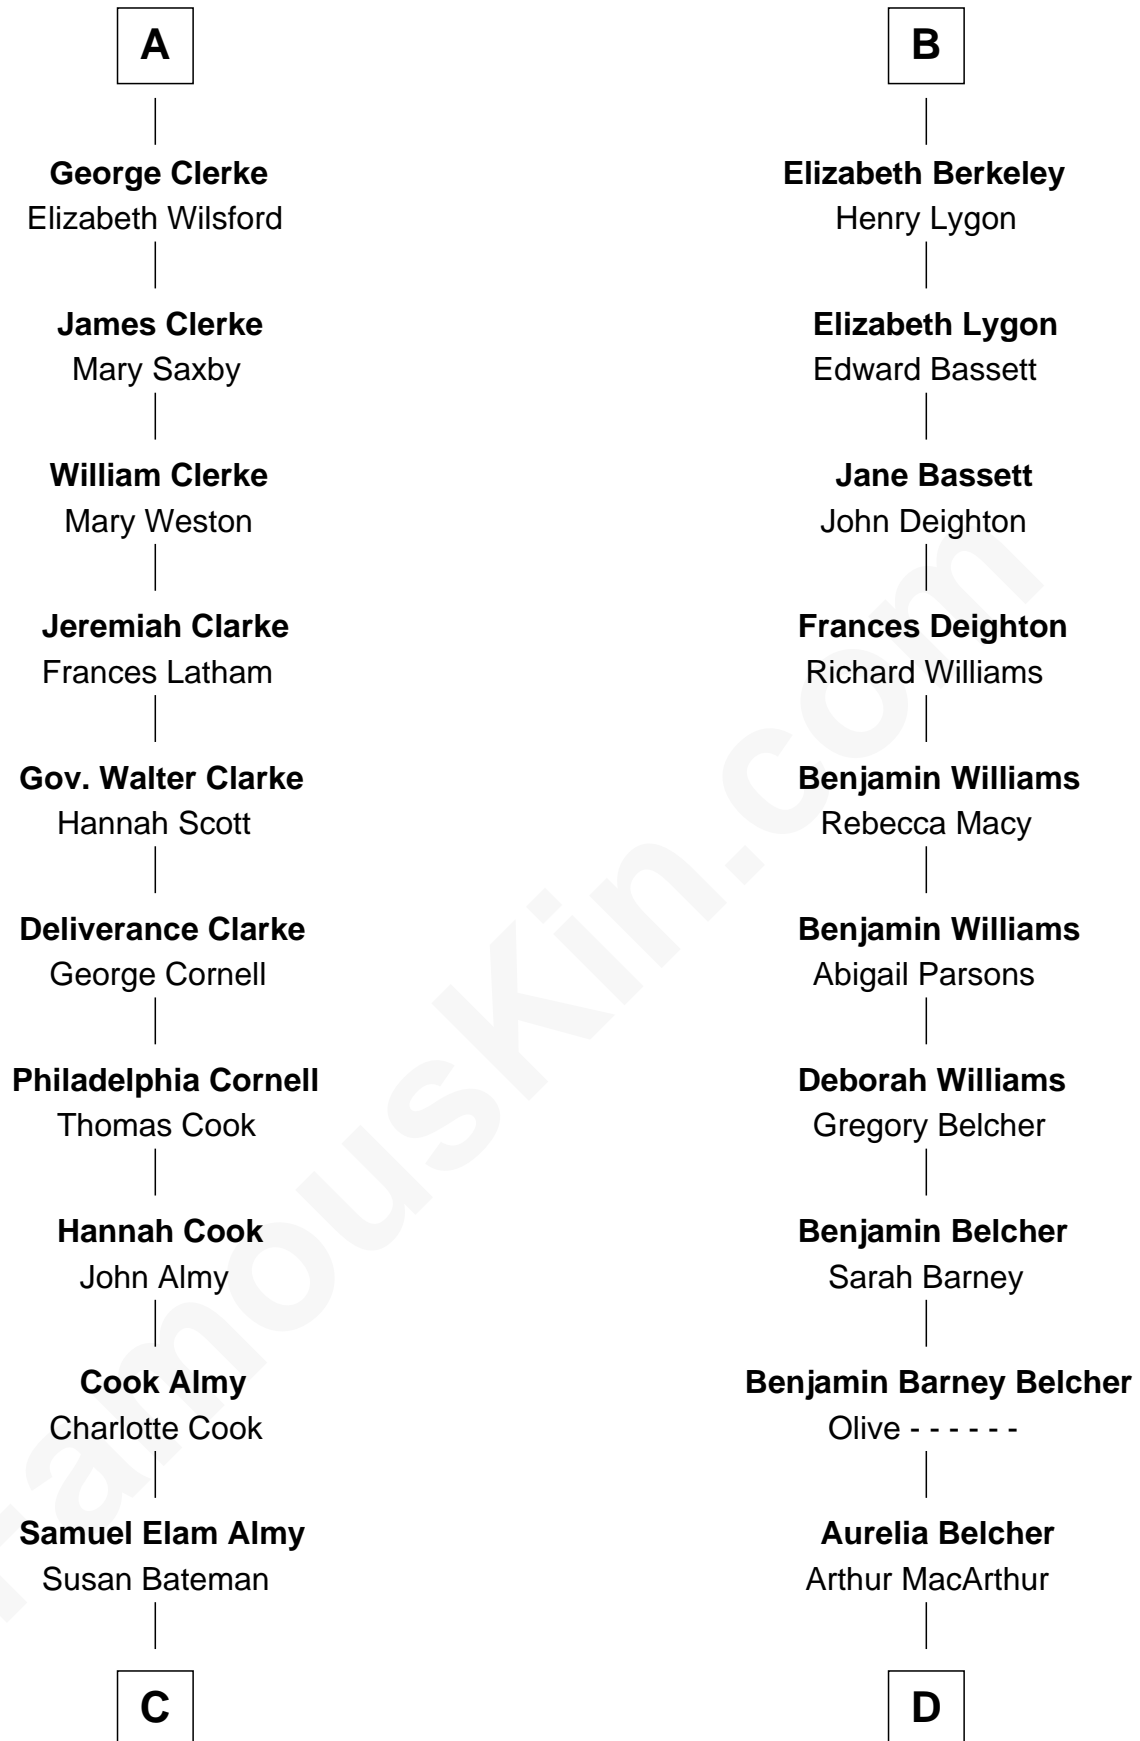 A
George Clerke
Elizabeth Wilsford
James Clerke
Mary Saxby
William Clerke
Mary Weston
Jeremiah Clarke
Frances Latham
Gov. Walter Clarke
Hannah Scott
Deliverance Clarke
George Cornell
Philadelphia Cornell
Thomas Cook
Hannah Cook
John Almy
Cook Almy
Charlotte Cook
Samuel Elam Almy
Susan Bateman
C
B
Elizabeth Berkeley
Henry Lygon
Elizabeth Lygon
Edward Bassett
Jane Bassett
John Deighton
Frances Deighton
Richard Williams
Benjamin Williams
Rebecca Macy
Benjamin Williams
Abigail Parsons
Deborah Williams
Gregory Belcher
Benjamin Belcher
Sarah Barney
Benjamin Barney Belcher
Olive - - - - - -
Aurelia Belcher
Arthur MacArthur
D
FamousKin.com